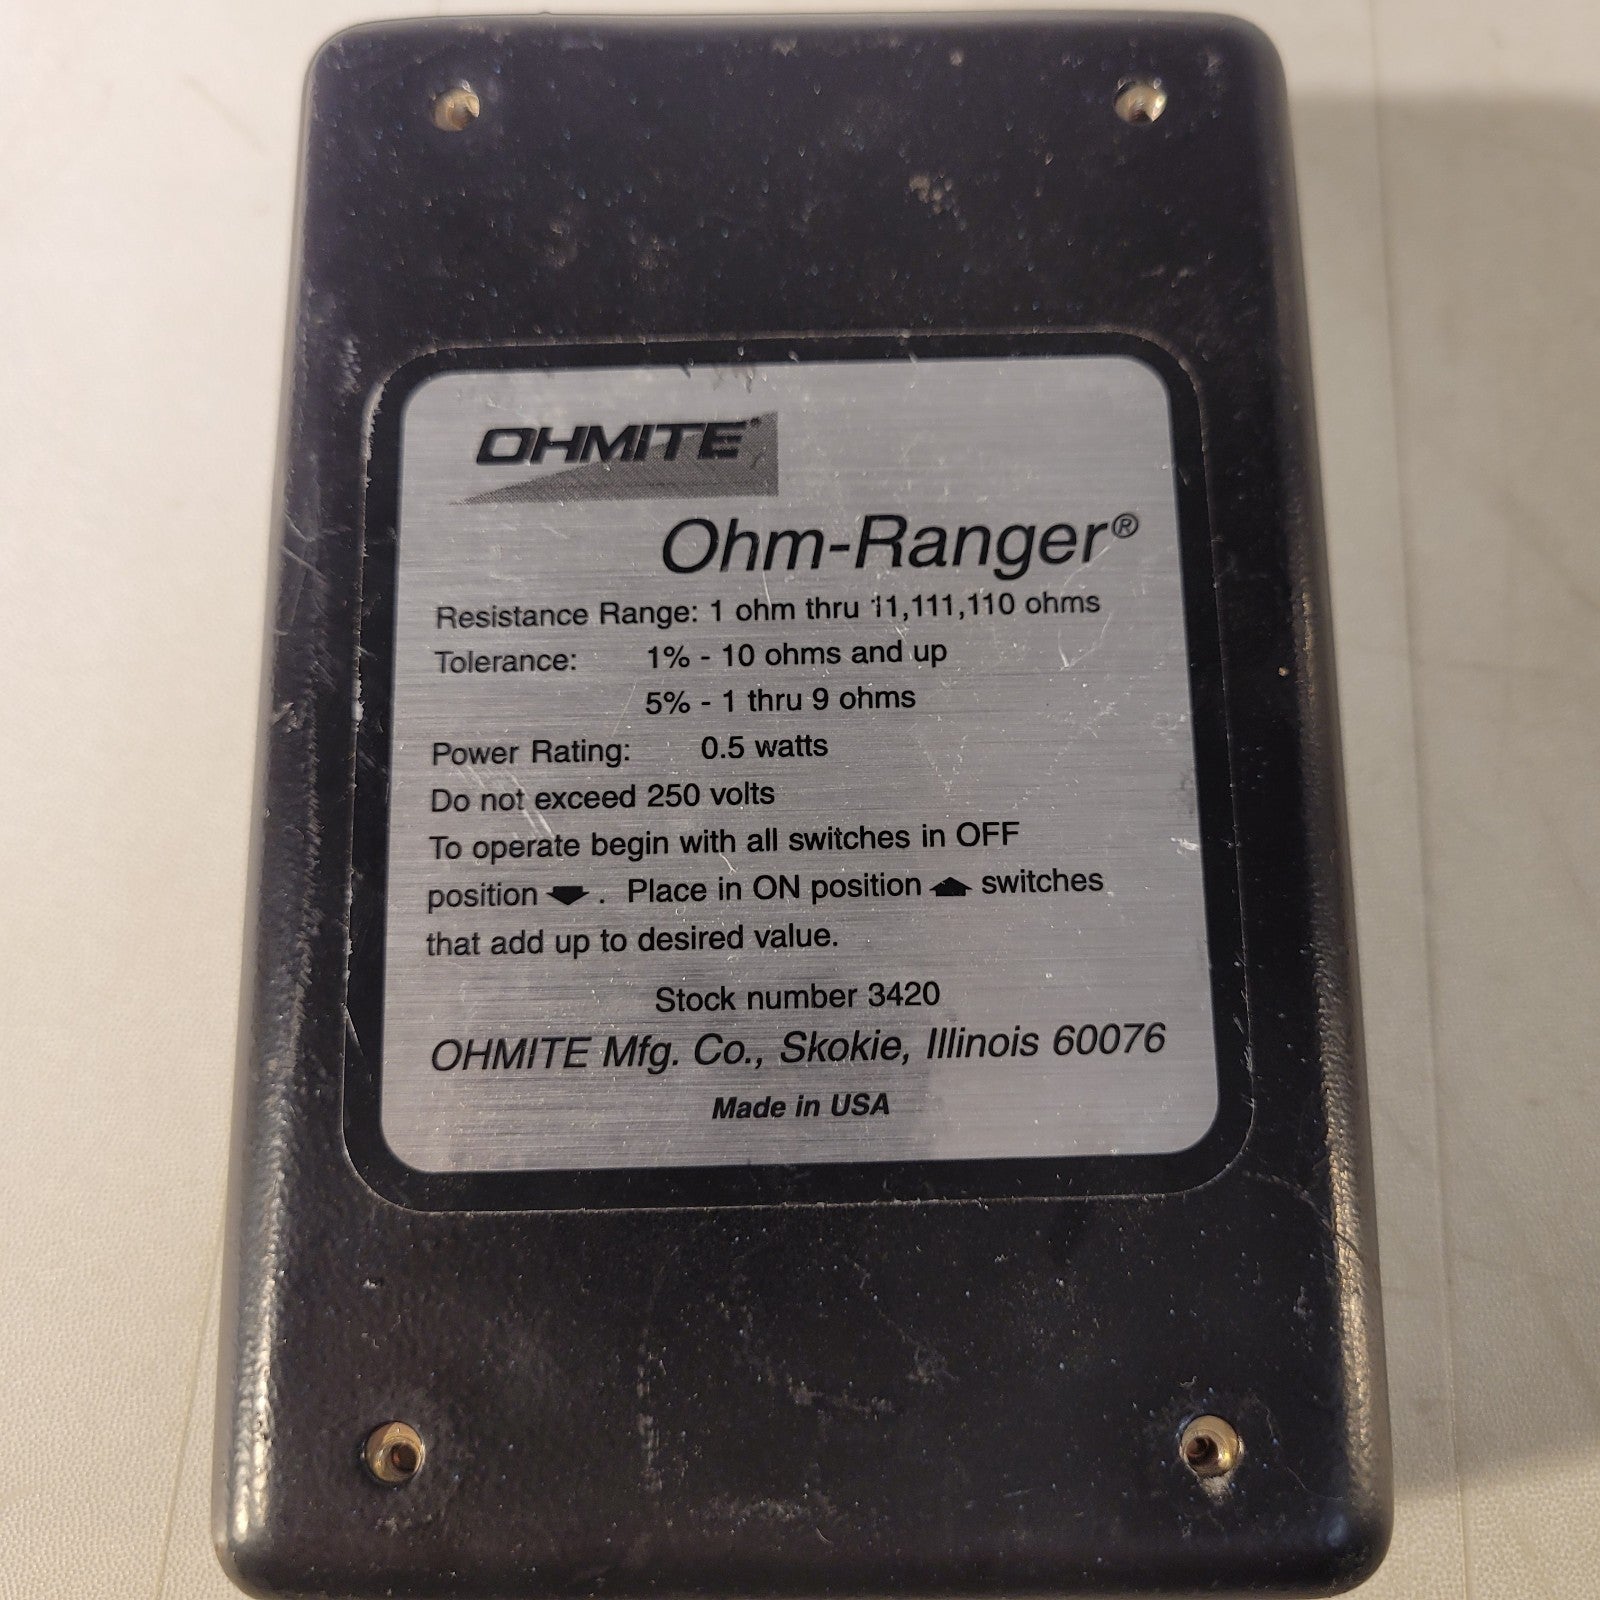 OHMITE®
Ohm-Ranger®
Resistance Range: 1 ohm thru 11,111,110 ohms
Tolerance: 1% - 10 ohms and up
5% - 1 thru 9 ohms
Power Rating: 0.5 watts
Do not exceed 250 volts
To operate begin with all switches in OFF
position . Place in ON position switches
that add up to desired value.
Stock number 3420
OHMITE Mfg. Co., Skokie, Illinois 60076
Made in USA